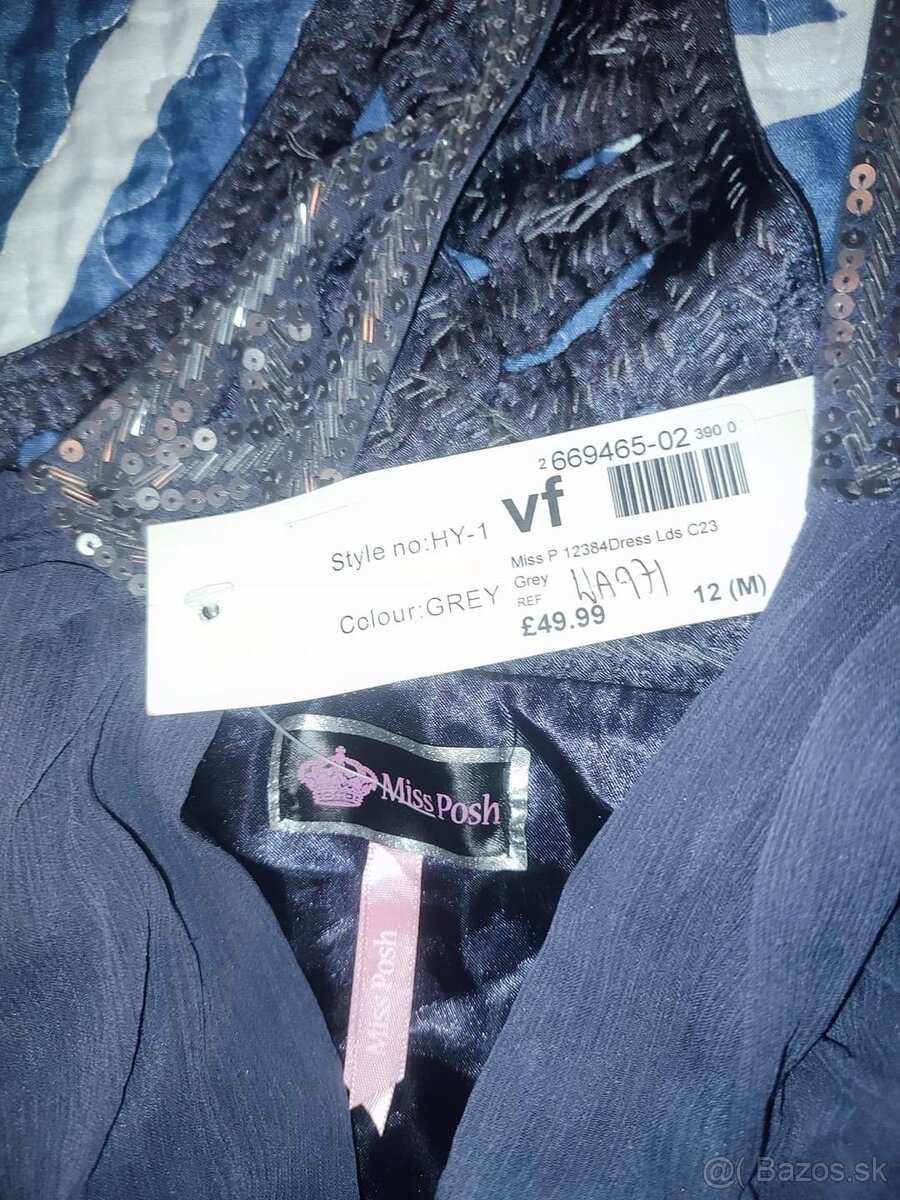 2 669465-02 390 0
vf
Style no:HY-1
Miss P 12384Dress Lds C23
Grey
Colour:GREY
REF WA971
£49.99
12 (M)
Miss Posh
Miss Posh
@( Bazos.sk